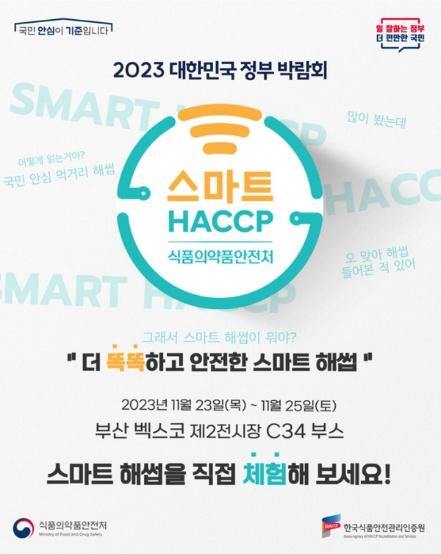 국민 안심이 기준입니다
일 잘하는 정부
더 편안한 국민
2023 대한민국 정부 박람회
SMART HACCP
많이 봤는데
어떻게 읽는거야?
국민 안심 먹거리 해썹
스마트
HACCP
식품의약품안전처
HACC
오 맞아 해썹
들어본 적 있어
SMART HACCP
그래서 스마트 해썹이 뭐야?
" 더 똑똑하고 안전한 스마트 해썹 "
2023년 11월 23일(목) ~ 11월 25일(토)
부산 벡스코 제2전시장 C34 부스
스마트 해썹을 직접 체험해 보세요!
식품의약품안전처
Ministry of Food and Drug Safety
HACCP
한국식품안전관리인증원
Korea Agency of HACCP Accreditation and Services